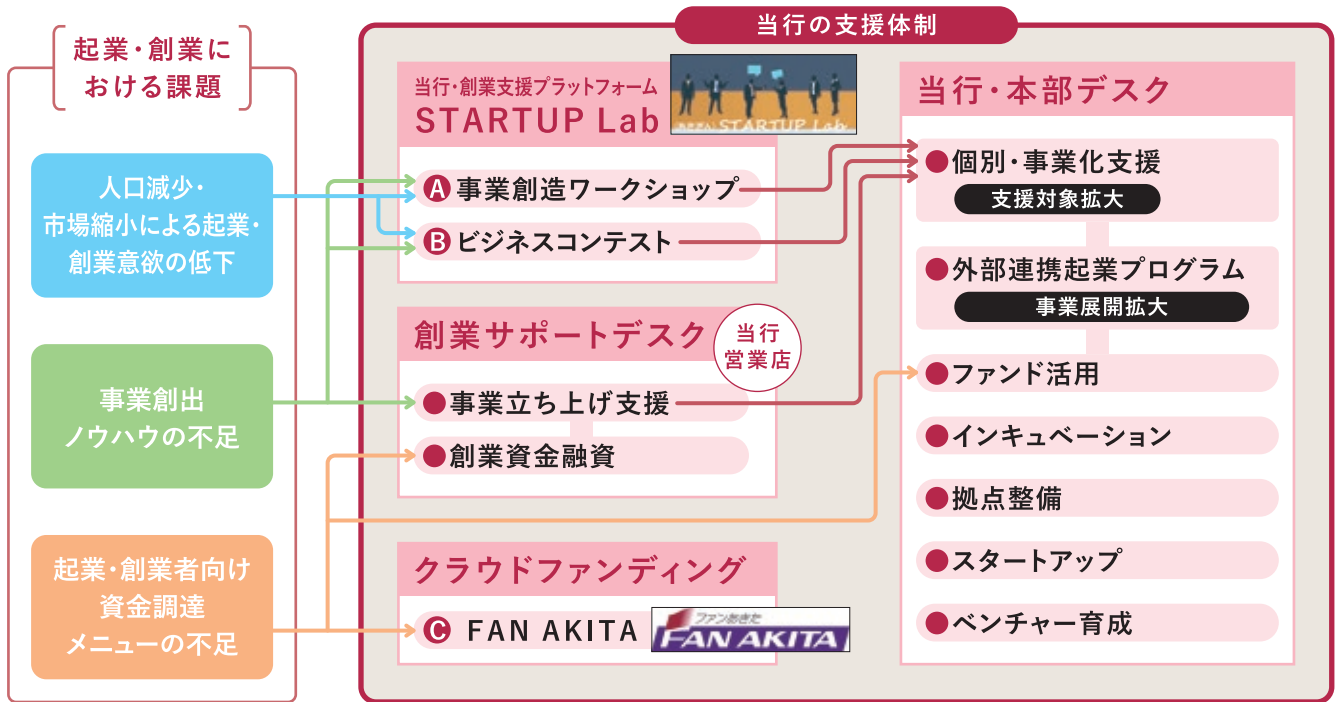 起業・創業に
おける課題
人口減少・
市場縮小による起業・
創業意欲の低下
事業創出
ノウハウの不足
起業・創業者向け
資金調達
メニューの不足
当行の支援体制
当行・創業支援プラットフォーム
STARTUP Lab
STARTUP Lab.
A 事業創造ワークショップ
B ビジネスコンテスト
創業サポートデスク
当行
営業店
●事業立ち上げ支援
●創業資金融資
クラウドファンディング
C FAN AKITA
ファンあきた
FAN AKITA
当行・本部デスク
●個別・事業化支援
支援対象拡大
●外部連携起業プログラム
事業展開拡大
●ファンド活用
●インキュベーション
●拠点整備
●スタートアップ
●ベンチャー育成